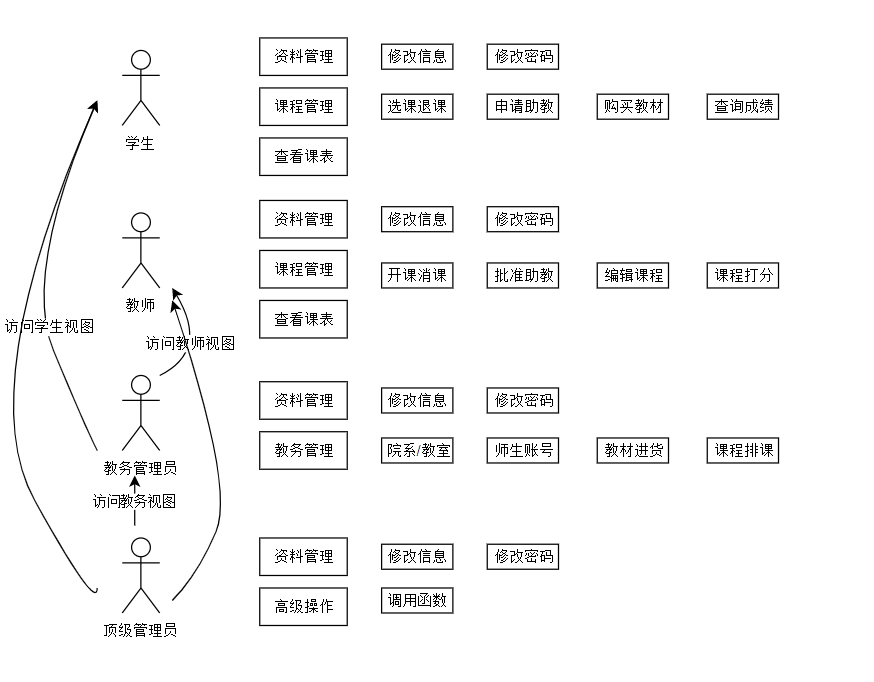 资料管理 修改信息 修改密码
课程管理 选课退课 申请助教 购买教材 查询成绩
学生
查看课表
资料管理 修改信息 修改密码
课程管理 开课消课 批准助教 编辑课程 课程打分
教师
查看课表
访问学生视图
访问教师视图
资料管理 修改信息 修改密码
教务管理 院系/教室 师生账号 教材进货 课程排课
教务管理员
访问教务视图
资料管理 修改信息 修改密码
高级操作 调用函数
顶级管理员